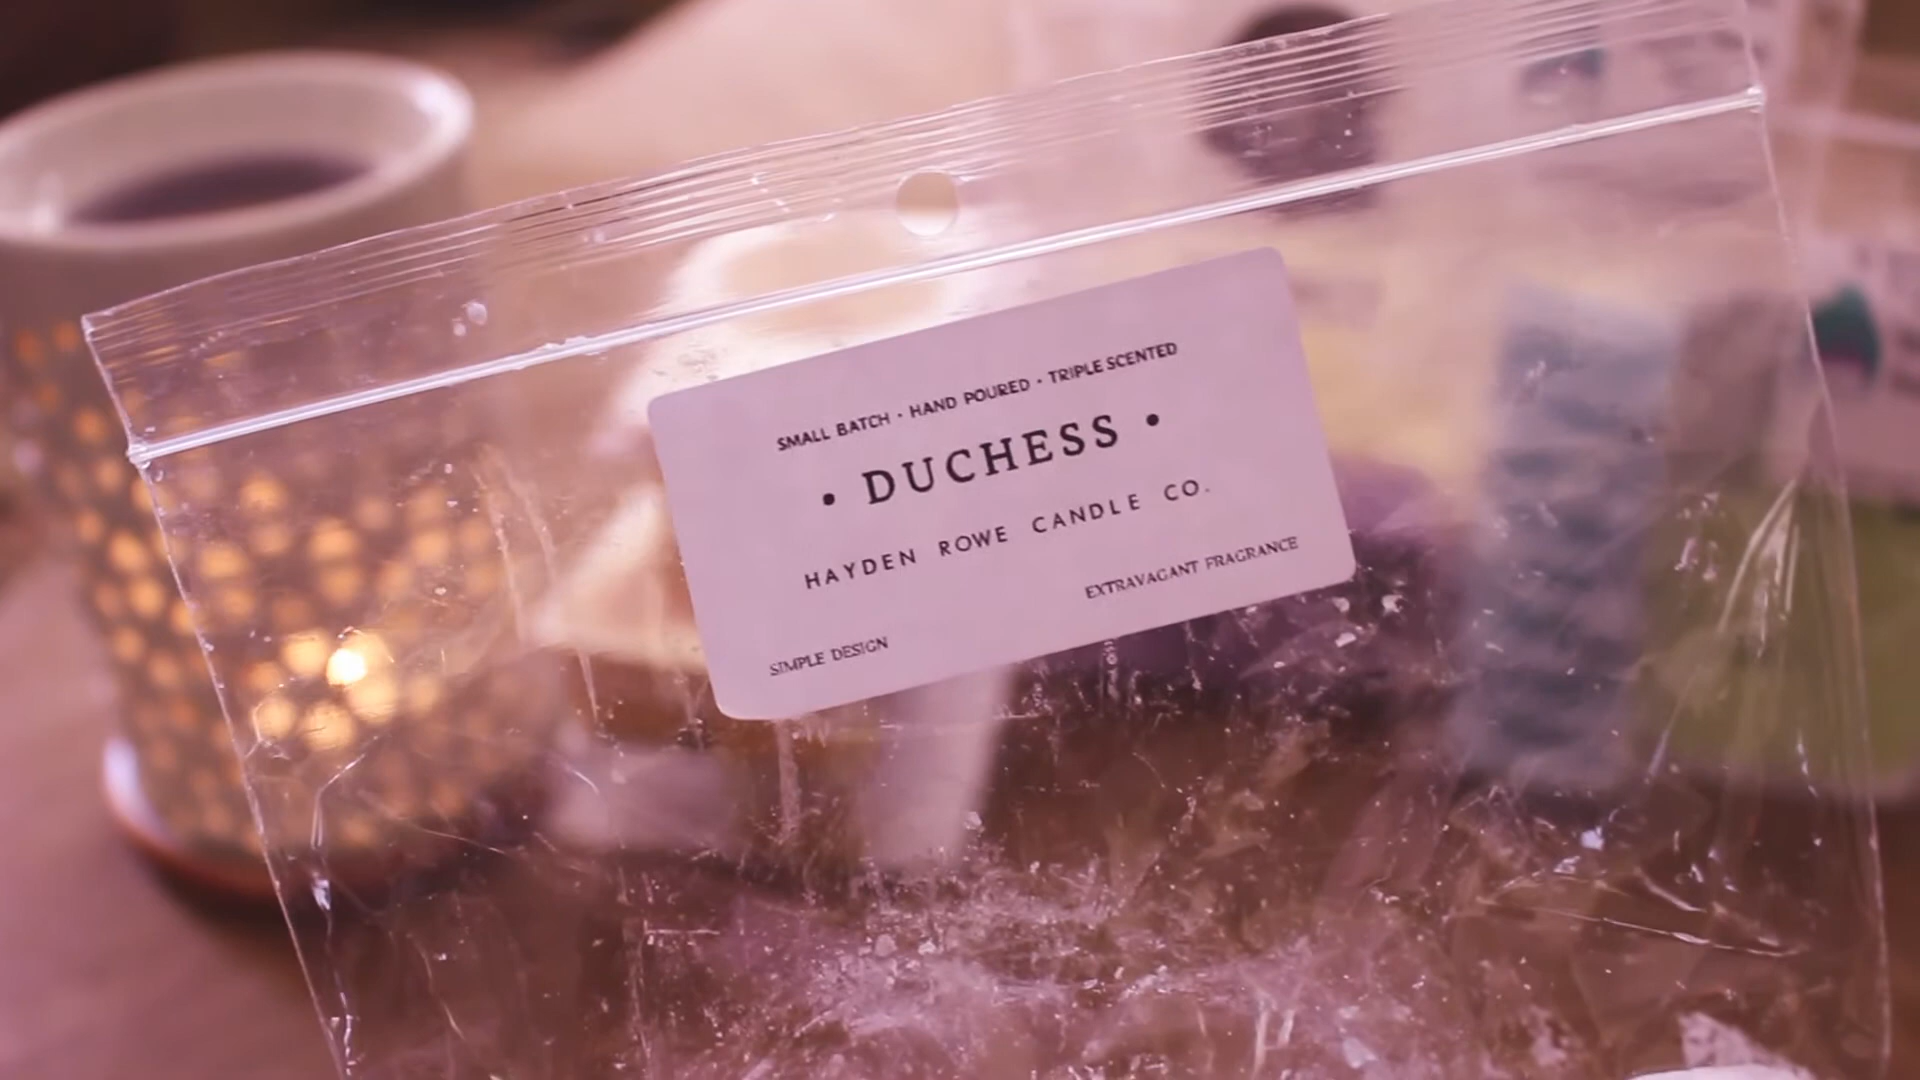 SMALL BATCH · HAND POURED · TRIPLE SCENTED
• DUCHESS •
HAYDEN ROWE CANDLE CO.
EXTRAVAGANT FRAGRANCE
SIMPLE DESIGN